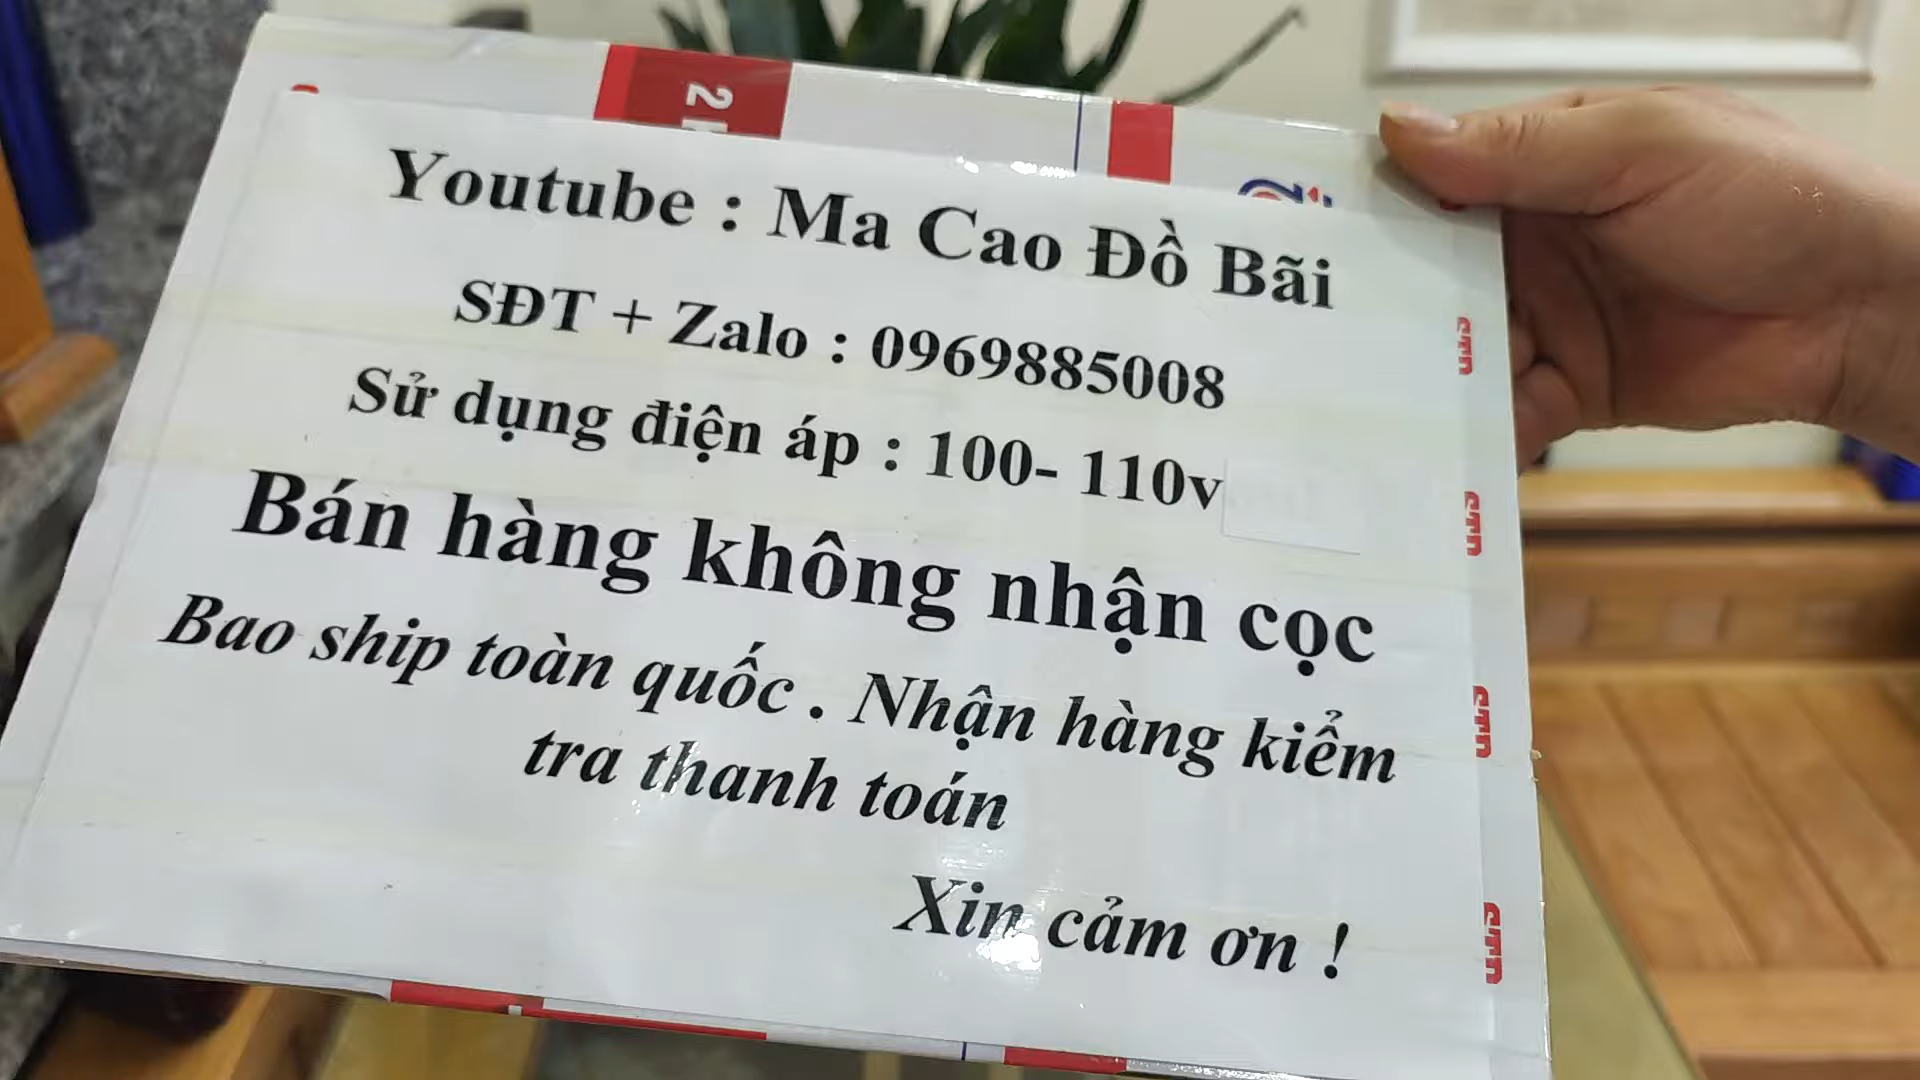 2
Youtube : Ma Cao Đồ Bãi
SĐT + Zalo : 0969885008
Sử dụng điện áp : 100- 110v
Bán hàng không nhận cọc
Bao ship toàn quốc . Nhận hàng kiểm
tra thanh toán
Xin cảm ơn !